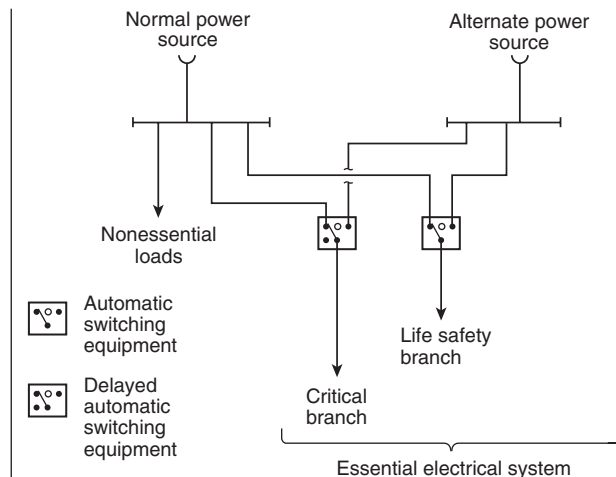 Normal power
source
Alternate power
source
Nonessential
loads
Automatic
switching
equipment
Life safety
branch
Delayed
automatic
switching
equipment
Critical
branch
Essential electrical system